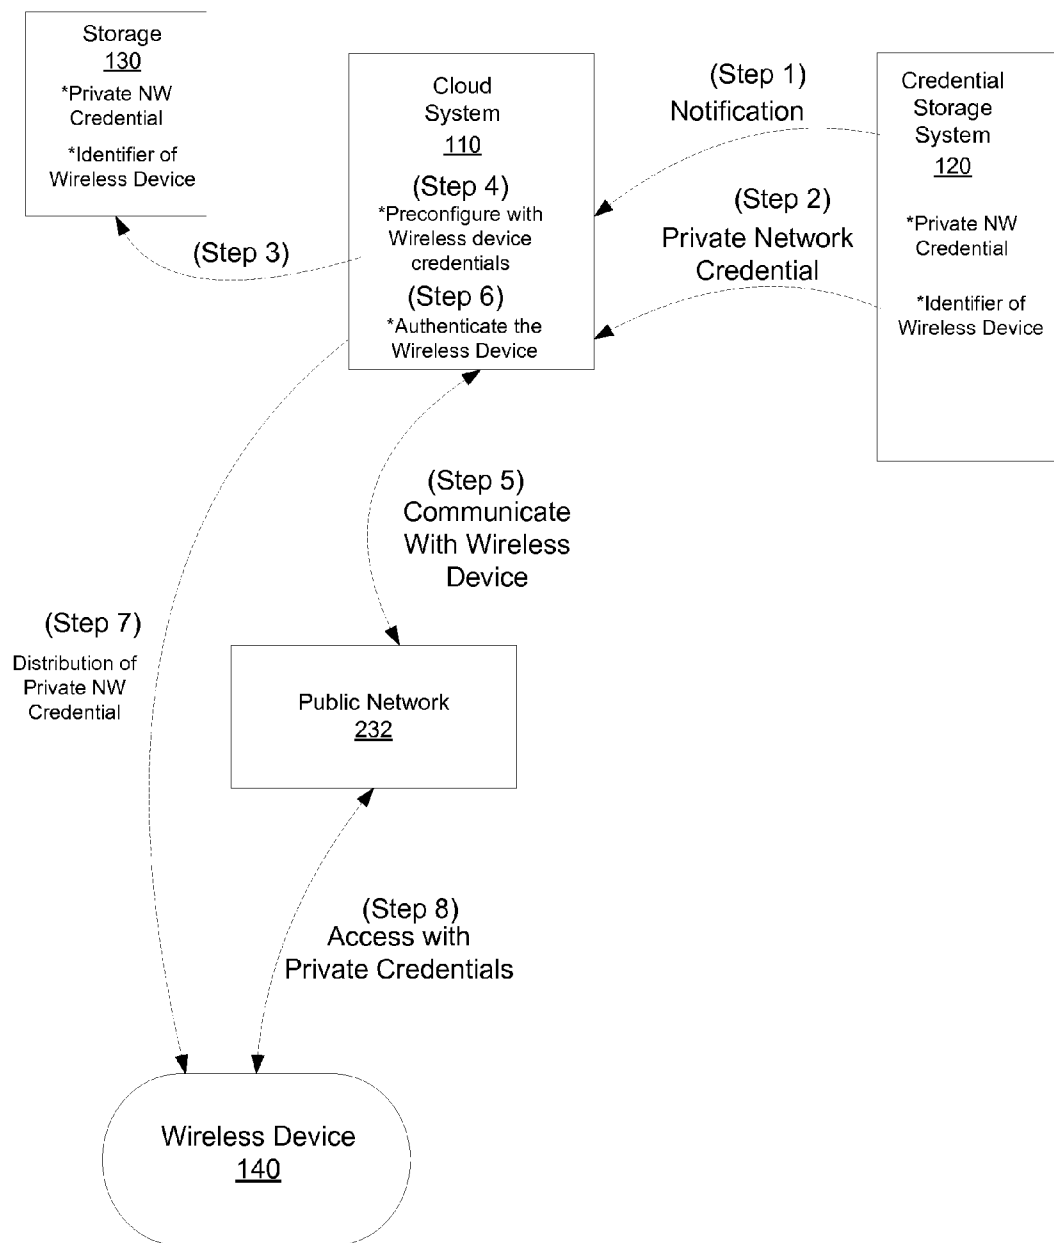 Storage
130
*Private NW
Credential
*Identifier of
Wireless Device
Cloud
System
110
(Step 4)
*Preconfigure with
Wireless device
credentials
(Step 6)
*Authenticate the
Wireless Device
(Step 1)
Notification
(Step 2)
Private Network
Credential
Credential
Storage
System
120
*Private NW
Credential
*Identifier of
Wireless Device
(Step 3)
(Step 5)
Communicate
With Wireless
Device
(Step 7)
Distribution of
Private NW
Credential
Public Network
232
(Step 8)
Access with
Private Credentials
Wireless Device
140